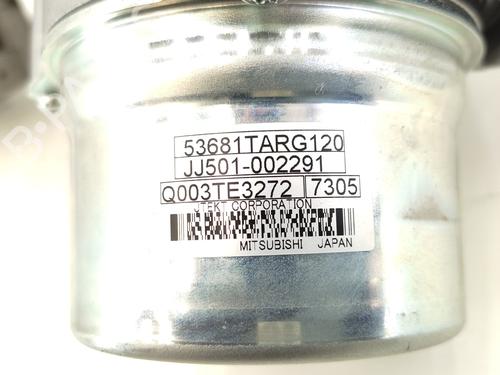 53681TARG120
JJ501-002291
Q003TE3272 7305
JTEKT CORPORATION
MITSUBISHI JAPAN